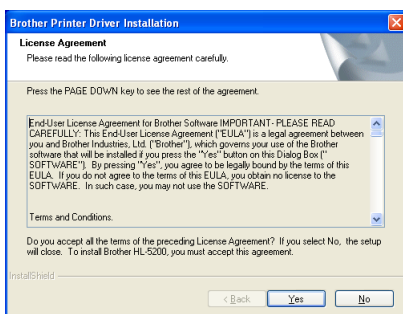 Brother Printer Driver Installation
License Agreement
Please read the following license agreement carefully.
Press the PAGE DOWN key to see the rest of the agreement.
End-User License Agreement for Brother Software IMPORTANT- PLEASE READ
CAREFULLY: This End-User License Agreement ("EULA") is a legal agreement between
you and Brother Industries, Ltd. ("Brother"), which governs your use of the Brother
software that will be installed if you press the "Yes" button on this Dialog Box ("
SOFTWARE"). By pressing "Yes", you agree to be legally bound by the terms of this
EULA. If you do not agree to the terms of this EULA, you obtain no license to the
SOFTWARE. In such case, you may not use the SOFTWARE.
Terms and Conditions.
Do you accept all the terms of the preceding License Agreement? If you select No, the setup
will close. To install Brother HL-5200, you must accept this agreement.
InstallShield
< Back Yes No